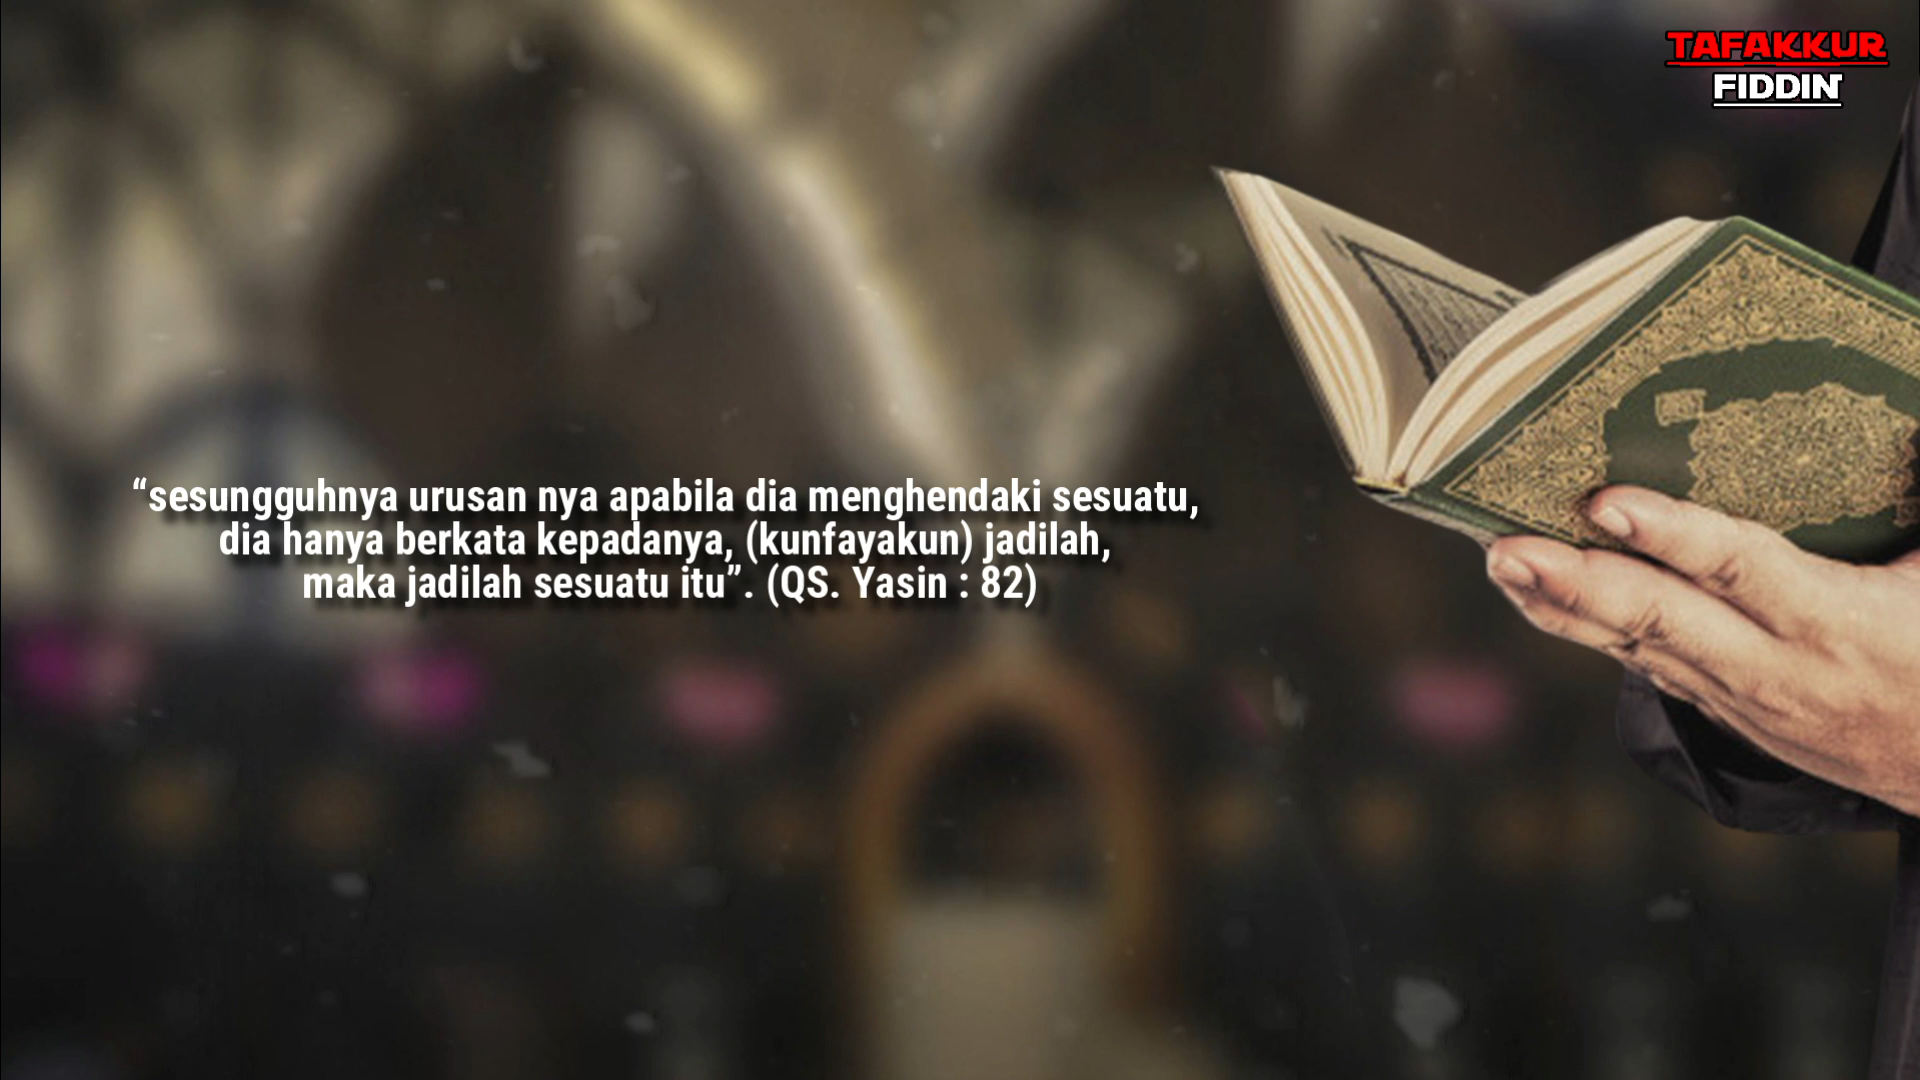 TAFAKKUR
FIDDIN
“sesungguhnya urusan nya apabila dia menghendaki sesuatu,
dia hanya berkata kepadanya, (kunfayakun) jadilah,
maka jadilah sesuatu itu”. (QS. Yasin : 82)